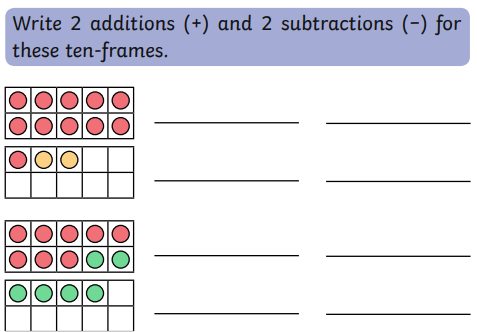 Write 2 additions (+) and 2 subtractions (−) for
these ten-frames.